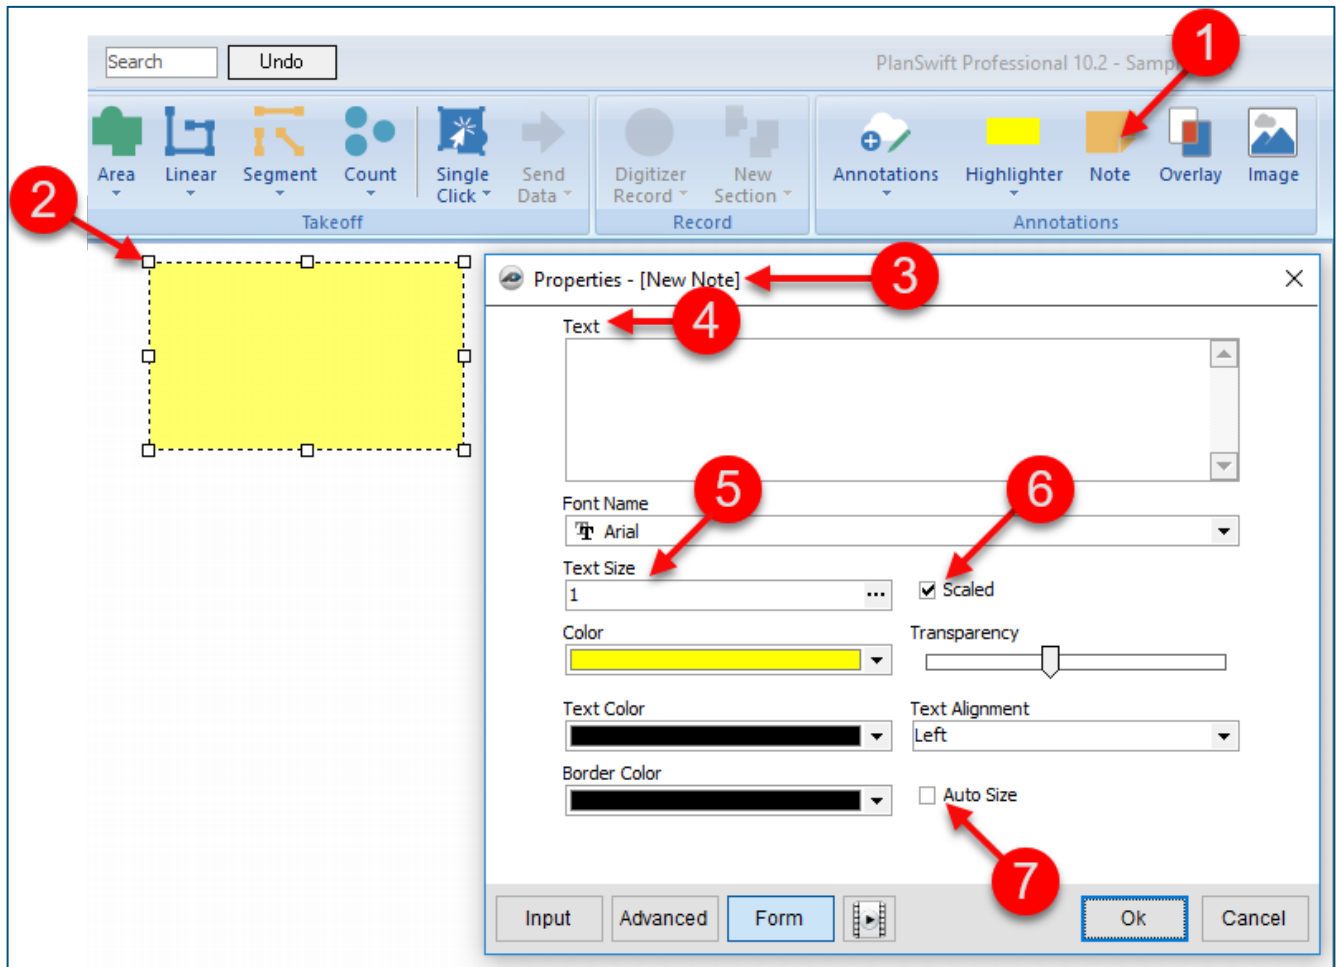 1
Search
Undo
PlanSwift Professional 10.2 - Samp
Area
Linear
Segment
Count
Single Click
Send Data
Digitizer Record
New Section
Annotations
Highlighter
Note
Overlay
Image
Takeoff
Record
Annotations
2
Properties - [New Note]
3
Text
4
Font Name
5
6
Arial
Text Size
1
...
Scaled
Color
Transparency
Text Color
Text Alignment
Left
Border Color
Auto Size
7
Input
Advanced
Form
Ok
Cancel